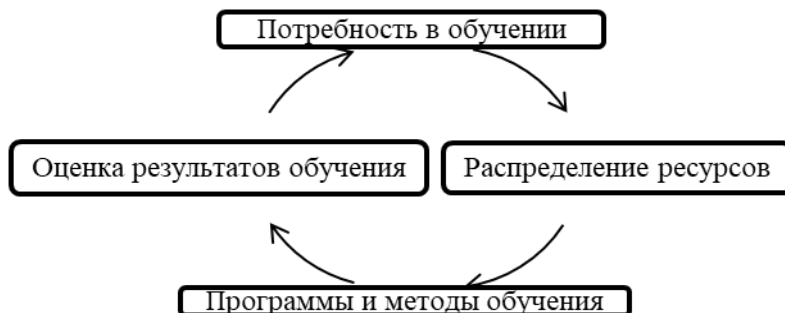 Потребность в обучении
Оценка результатов обучения
Распределение ресурсов
Программы и методы обучения